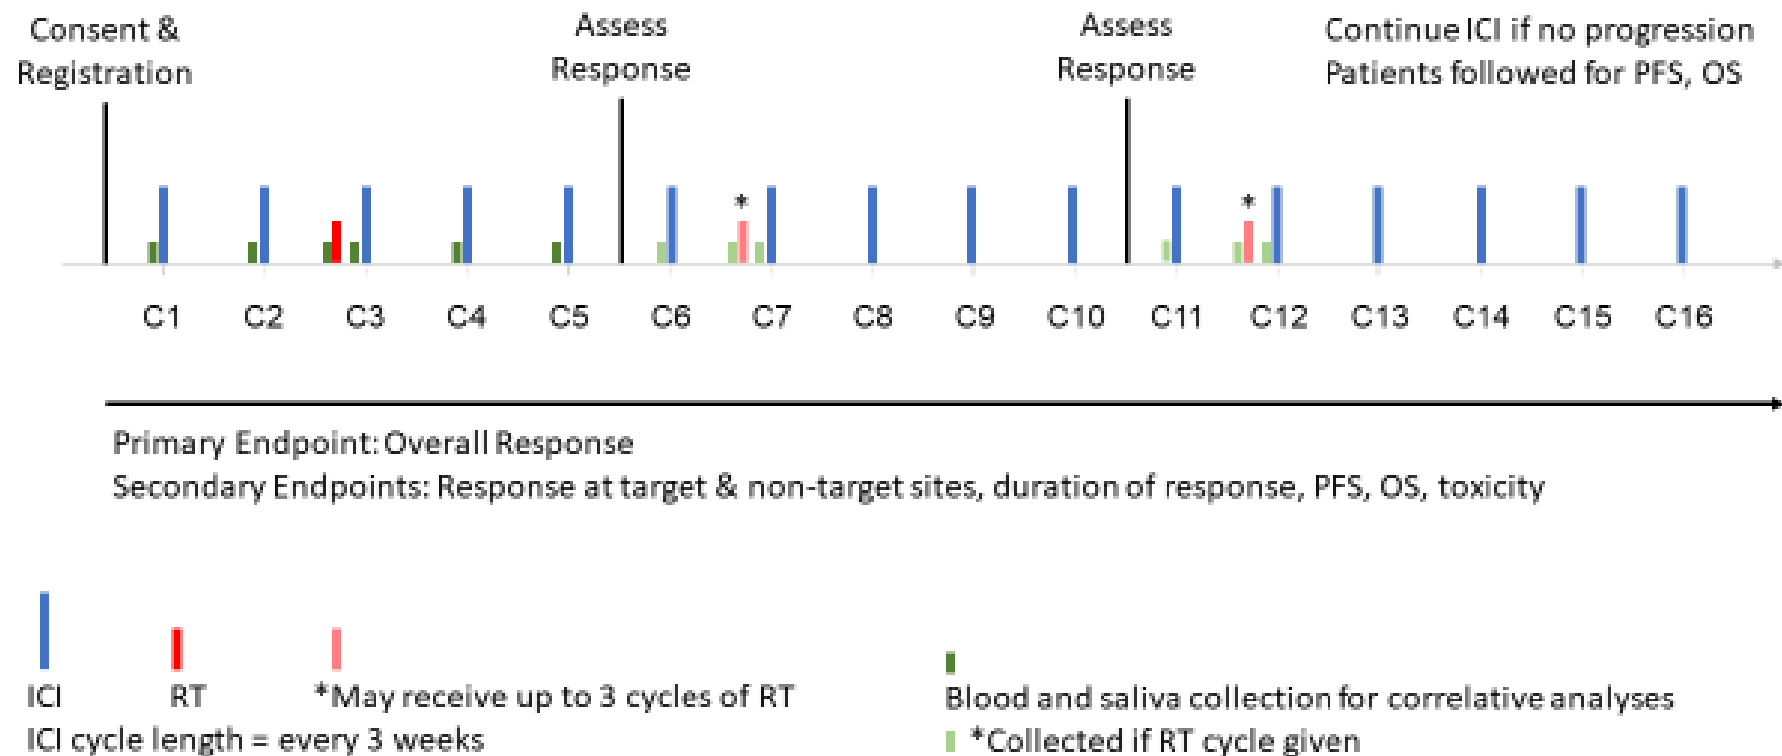 Consent &
Registration
Assess
Response
Assess
Response
Continue ICI if no progression
Patients followed for PFS, OS
*
*
C1 C2 C3 C4 C5 C6 C7 C8 C9 C10 C11 C12 C13 C14 C15 C16
Primary Endpoint: Overall Response
Secondary Endpoints: Response at target & non-target sites, duration of response, PFS, OS, toxicity
ICI
RT
*May receive up to 3 cycles of RT
ICI cycle length = every 3 weeks
Blood and saliva collection for correlative analyses
*Collected if RT cycle given